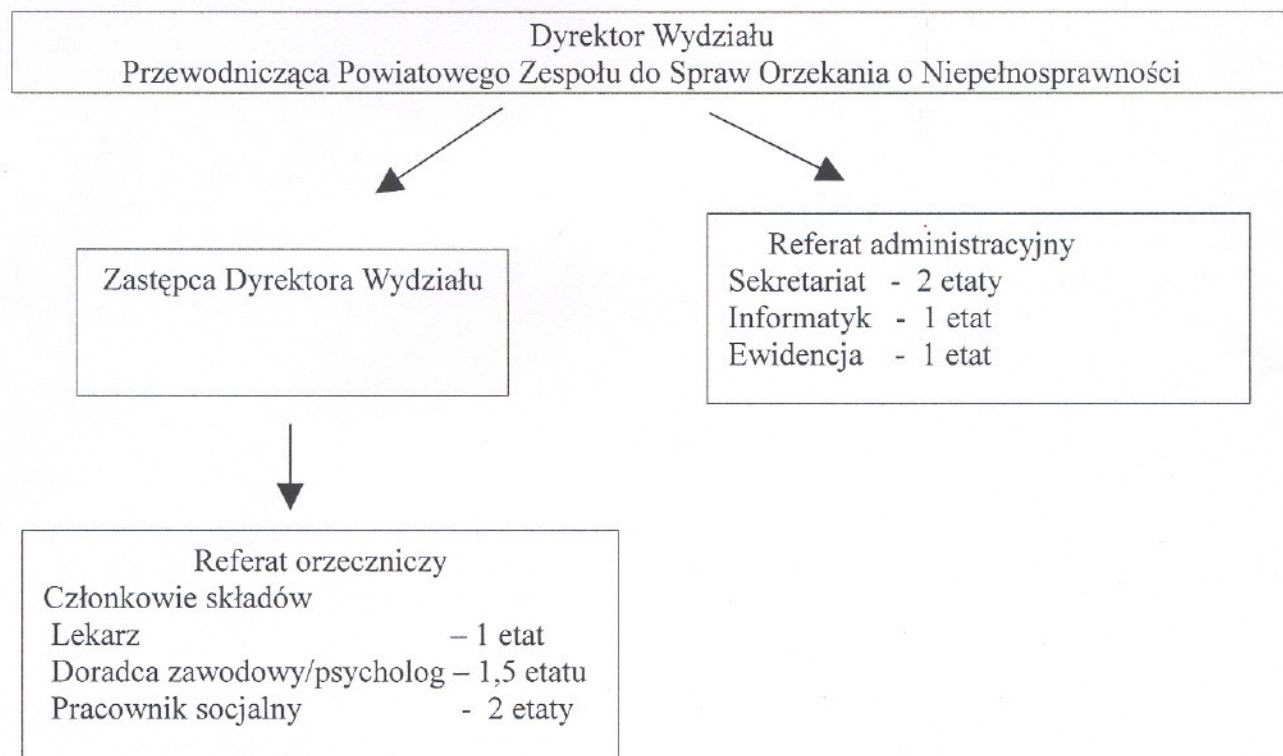 Dyrektor Wydziału
Przewodnicząca Powiatowego Zespołu do Spraw Orzekania o Niepełnosprawności
Zastępca Dyrektora Wydziału
Referat administracyjny
Sekretariat - 2 etaty
Informatyk - 1 etat
Ewidencja - 1 etat
Referat orzeczniczy
Członkowie składów
Lekarz – 1 etat
Doradca zawodowy/psycholog – 1,5 etatu
Pracownik socjalny - 2 etaty